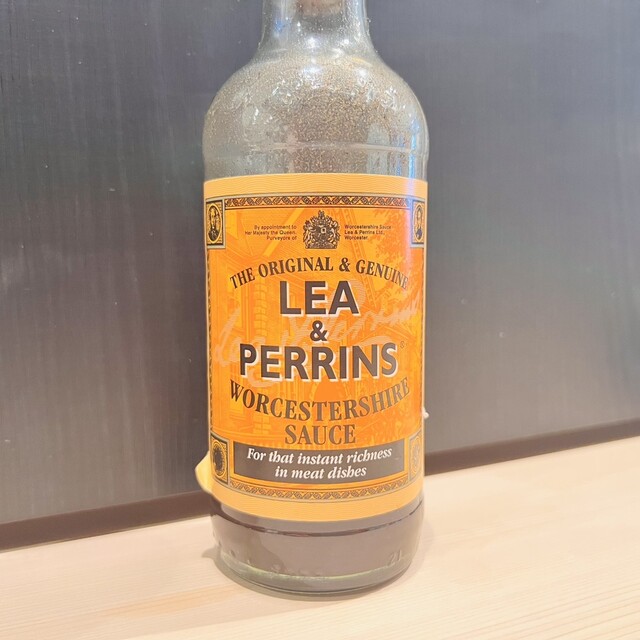 By appointment to
Her Majesty the Queen,
Purveyors of
Worcestershire Sauce
Lea & Perrins Ltd.,
Worcester
THE ORIGINAL & GENUINE
LEA
&
PERRINS®
WORCESTERSHIRE
SAUCE
For that instant richness
in meat dishes